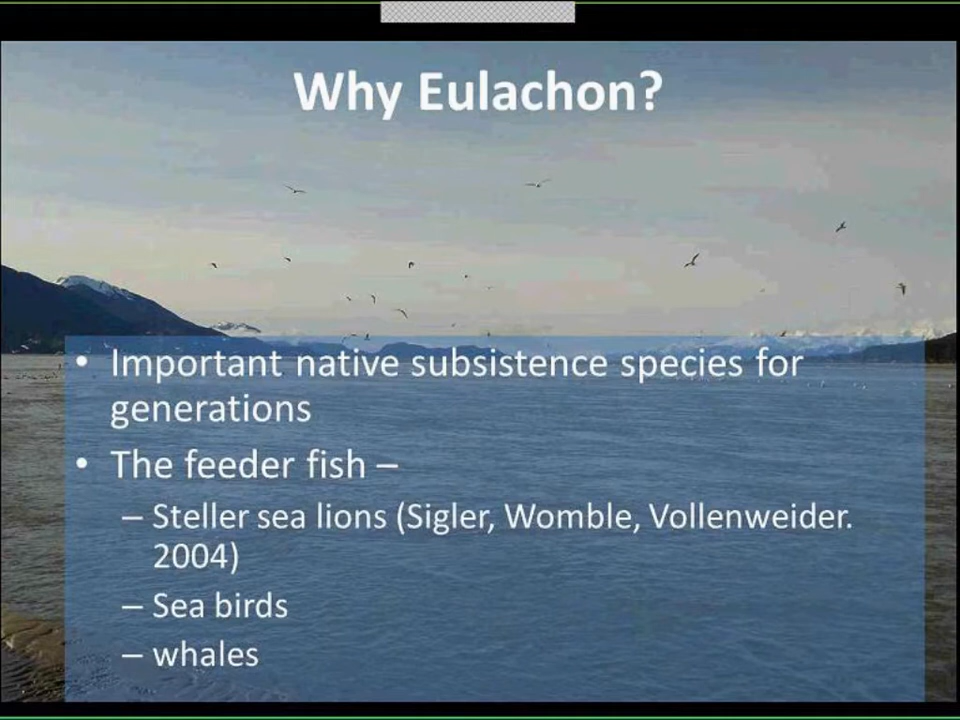 Why Eulachon?
• Important native subsistence species for
generations
• The feeder fish –
– Steller sea lions (Sigler, Womble, Vollenweider.
2004)
– Sea birds
– whales